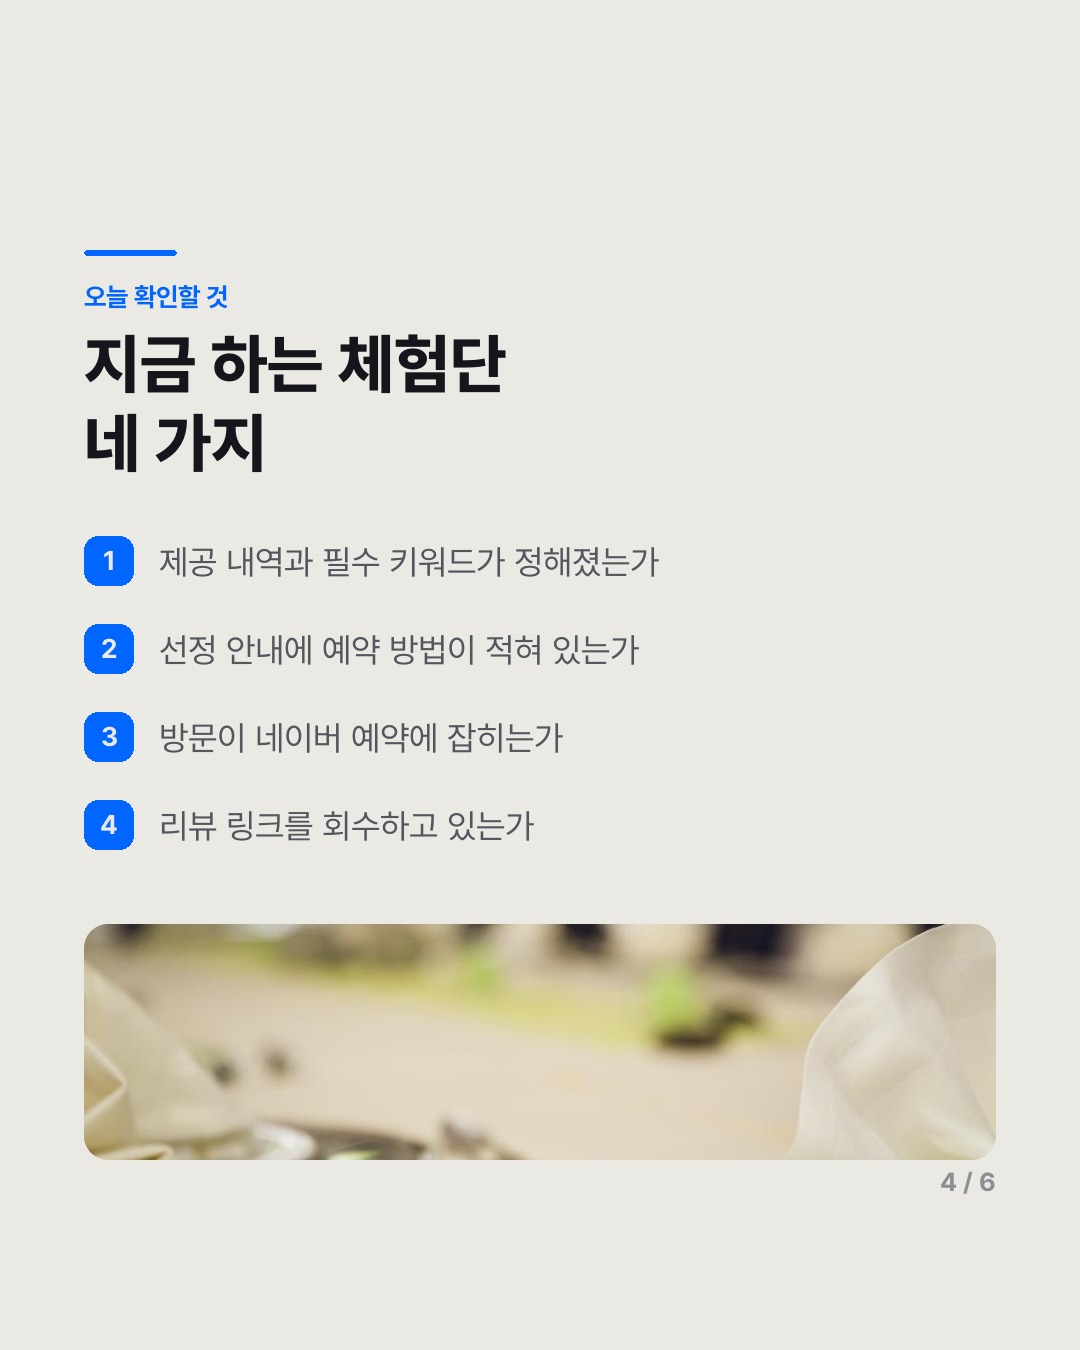 오늘 확인할 것
지금 하는 체험단
네 가지
1 제공 내역과 필수 키워드가 정해졌는가
2 선정 안내에 예약 방법이 적혀 있는가
3 방문이 네이버 예약에 잡히는가
4 리뷰 링크를 회수하고 있는가
4 / 6